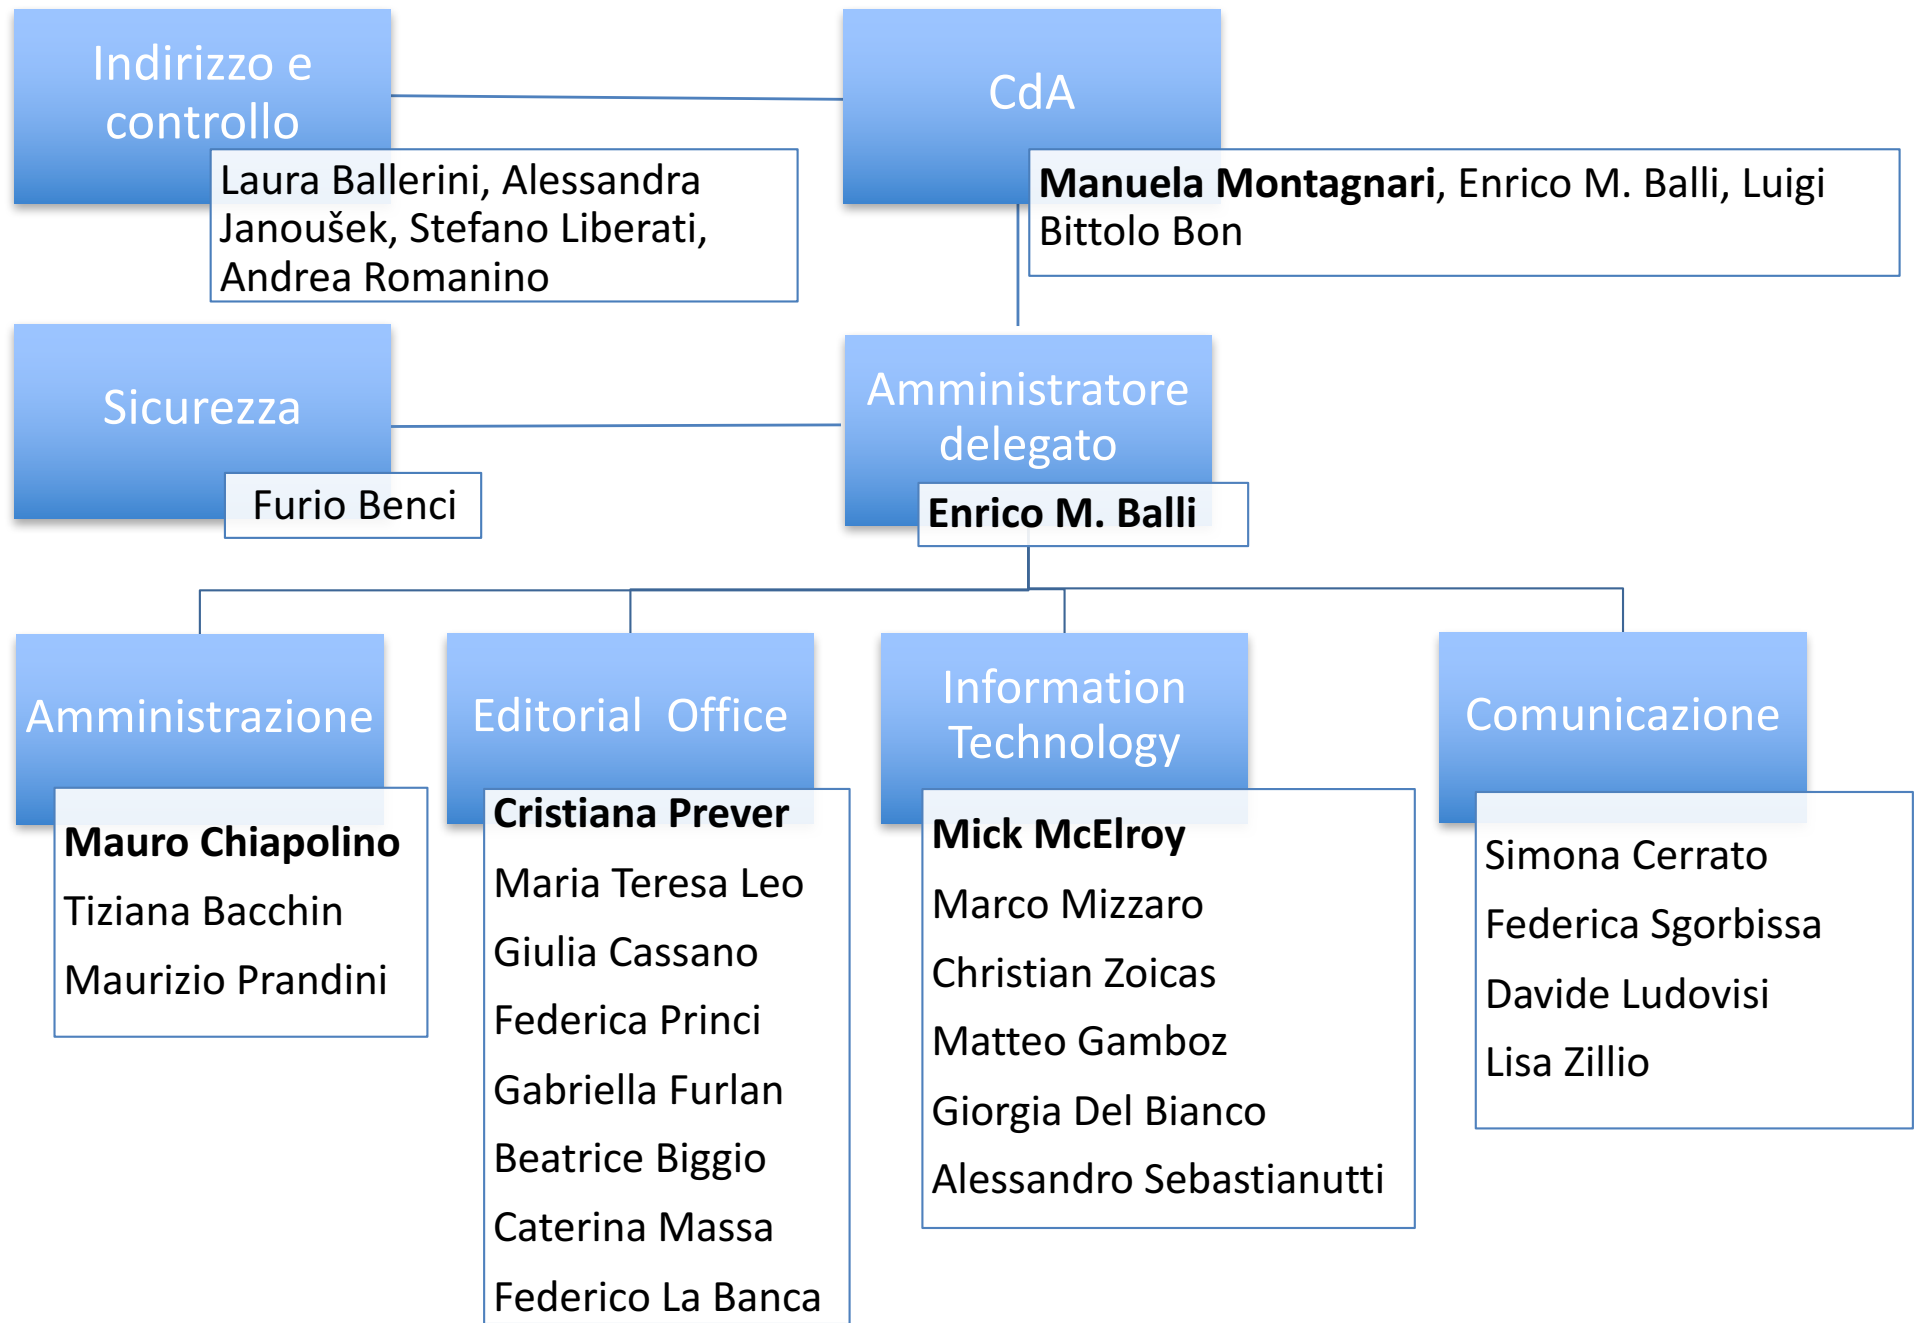 Indirizzo e
controllo
Laura Ballerini, Alessandra
Janoušek, Stefano Liberati,
Andrea Romanino
CdA
Manuela Montagnari, Enrico M. Balli, Luigi
Bittolo Bon
Sicurezza
Furio Benci
Amministratore
delegato
Enrico M. Balli
Amministrazione
Mauro Chiapolino
Tiziana Bacchin
Maurizio Prandini
Editorial  Office
Cristiana Prever
Maria Teresa Leo
Giulia Cassano
Federica Princi
Gabriella Furlan
Beatrice Biggio
Caterina Massa
Federico La Banca
Information
Technology
Mick McElroy
Marco Mizzaro
Christian Zoicas
Matteo Gamboz
Giorgia Del Bianco
Alessandro Sebastianutti
Comunicazione
Simona Cerrato
Federica Sgorbissa
Davide Ludovisi
Lisa Zillio